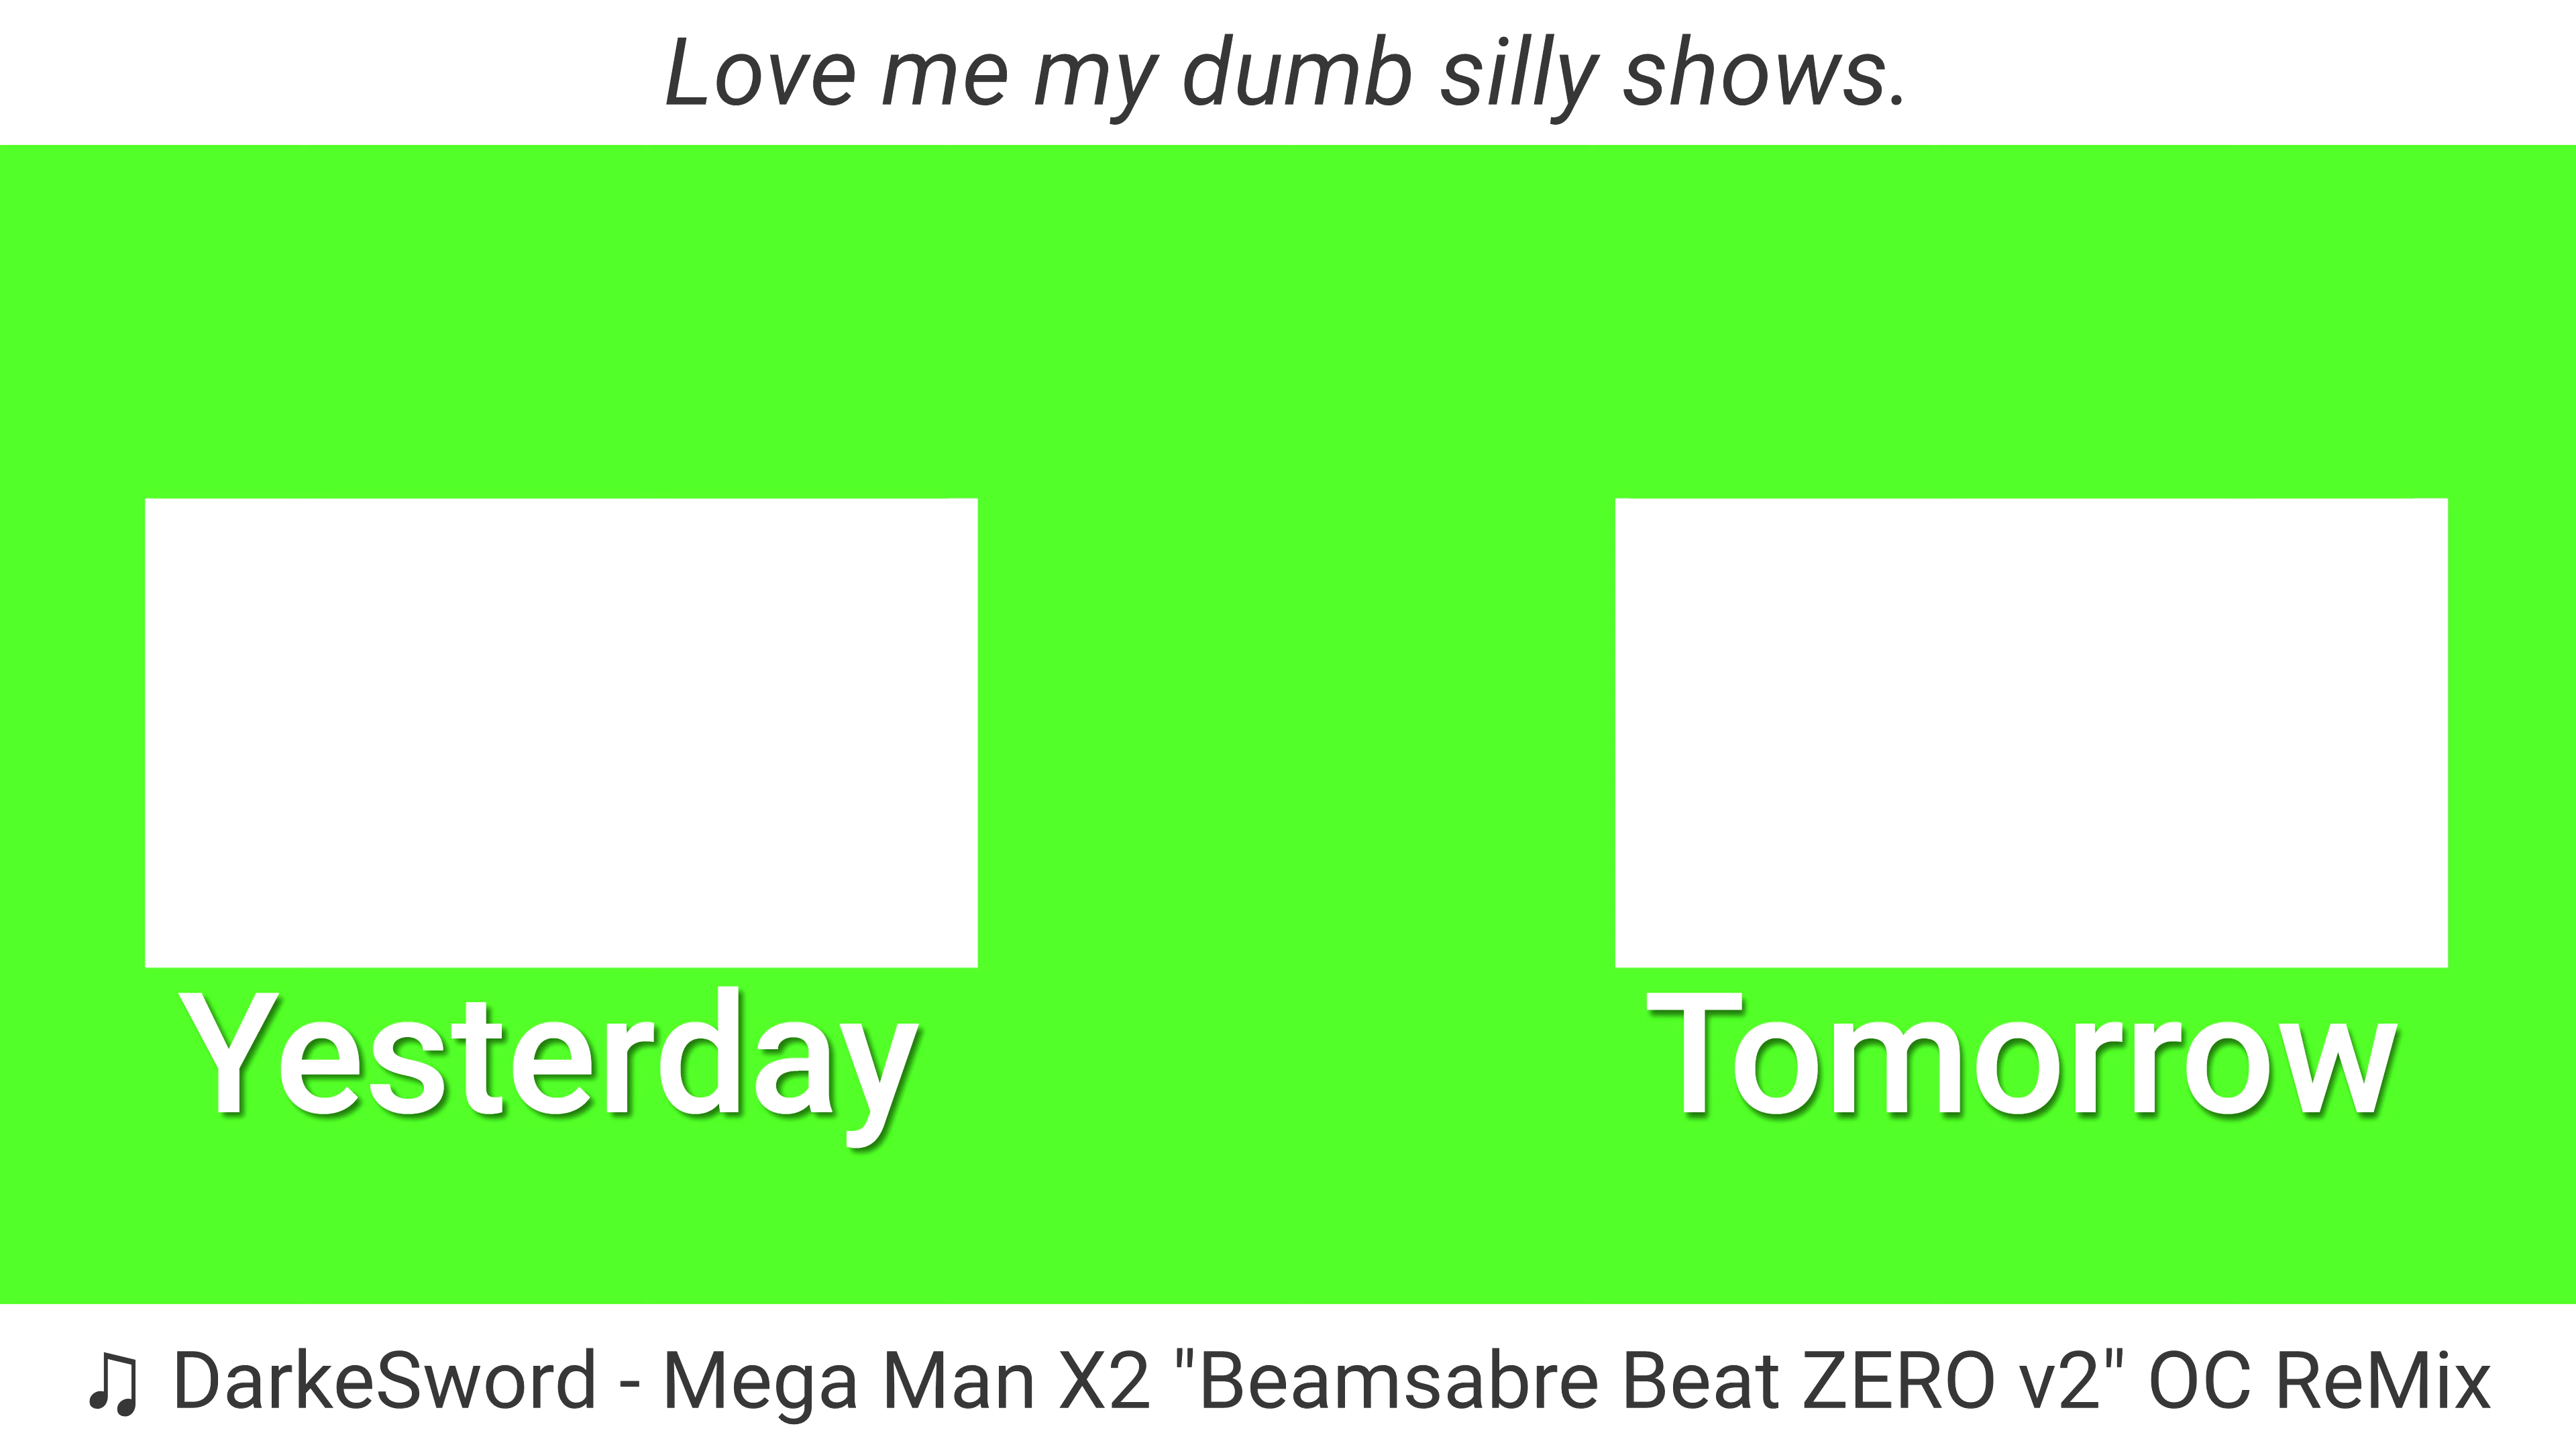 Love me my dumb silly shows.
Yesterday
Tomorrow
♫ DarkeSword - Mega Man X2 "Beamsabre Beat ZERO v2" OC ReMix